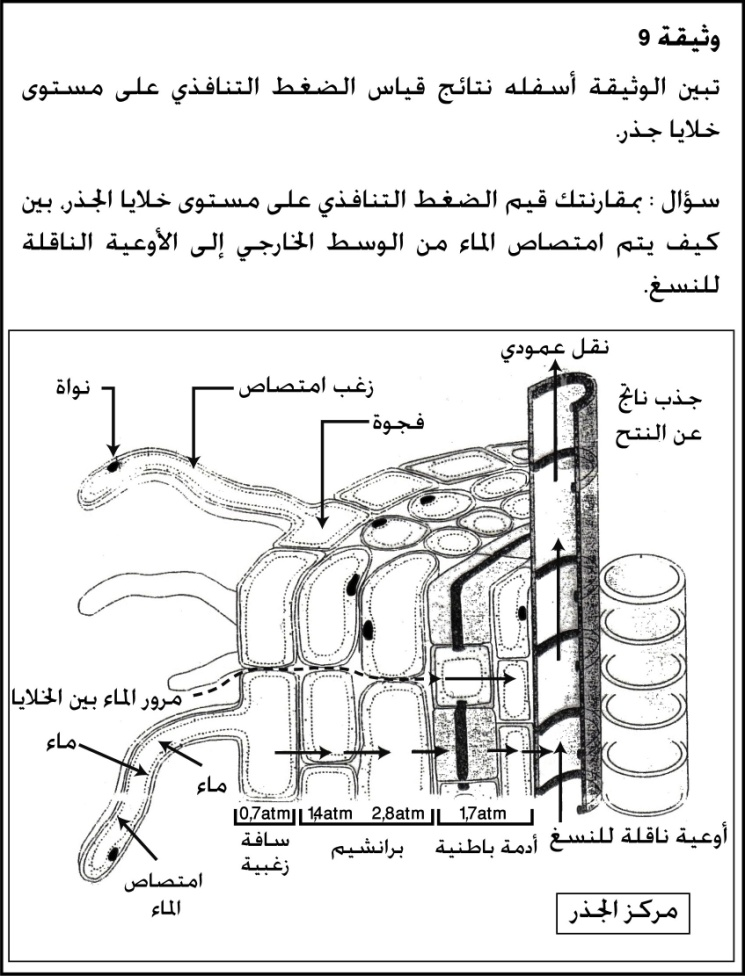 وثيقة 9
تبين الوثيقة أسفله نتائج قياس الضغط التنافذي على مستوى
خلايا جذر.
سؤال : بمقارنتك قيم الضغط التنافذي على مستوى خلايا الجذر. بين
كيف يتم امتصاص الماء من الوسط الخارجي إلى الأوعية الناقلة
للنسغ.
نقل عمودي
جذب ناتج
عن النتح
زغب امتصاص
نواة
فجوة
مرور الماء بين الخلايا
ماء
ماء
امتصاص
الماء
0,7atm
14atm
2,8atm
1,7atm
سافة
زغبية
برانشيم
أدمة باطنية
أوعية ناقلة للنسغ
مركز الجذر